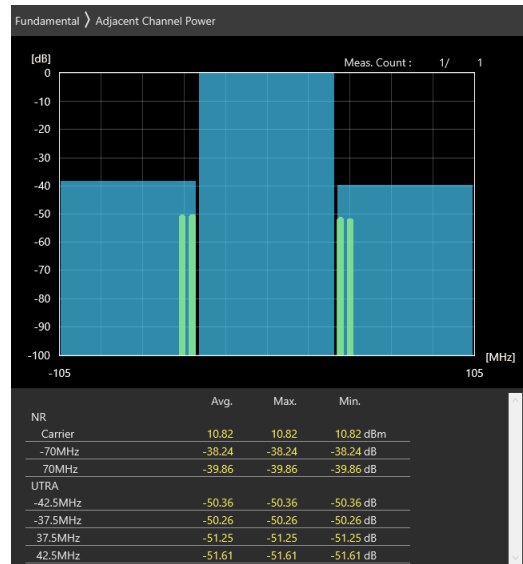 Fundamental 〉 Adjacent Channel Power
[dB]
Meas. Count : 1/ 1
0
-10
-20
-30
-40
-50
-60
-70
-80
-90
-100
[MHz]
-105 105
Avg. Max. Min.
NR
Carrier 10.82 10.82 10.82 dBm
-70MHz -38.24 -38.24 -38.24 dB
70MHz -39.86 -39.86 -39.86 dB
UTRA
-42.5MHz -50.36 -50.36 -50.36 dB
-37.5MHz -50.26 -50.26 -50.26 dB
37.5MHz -51.25 -51.25 -51.25 dB
42.5MHz -51.61 -51.61 -51.61 dB